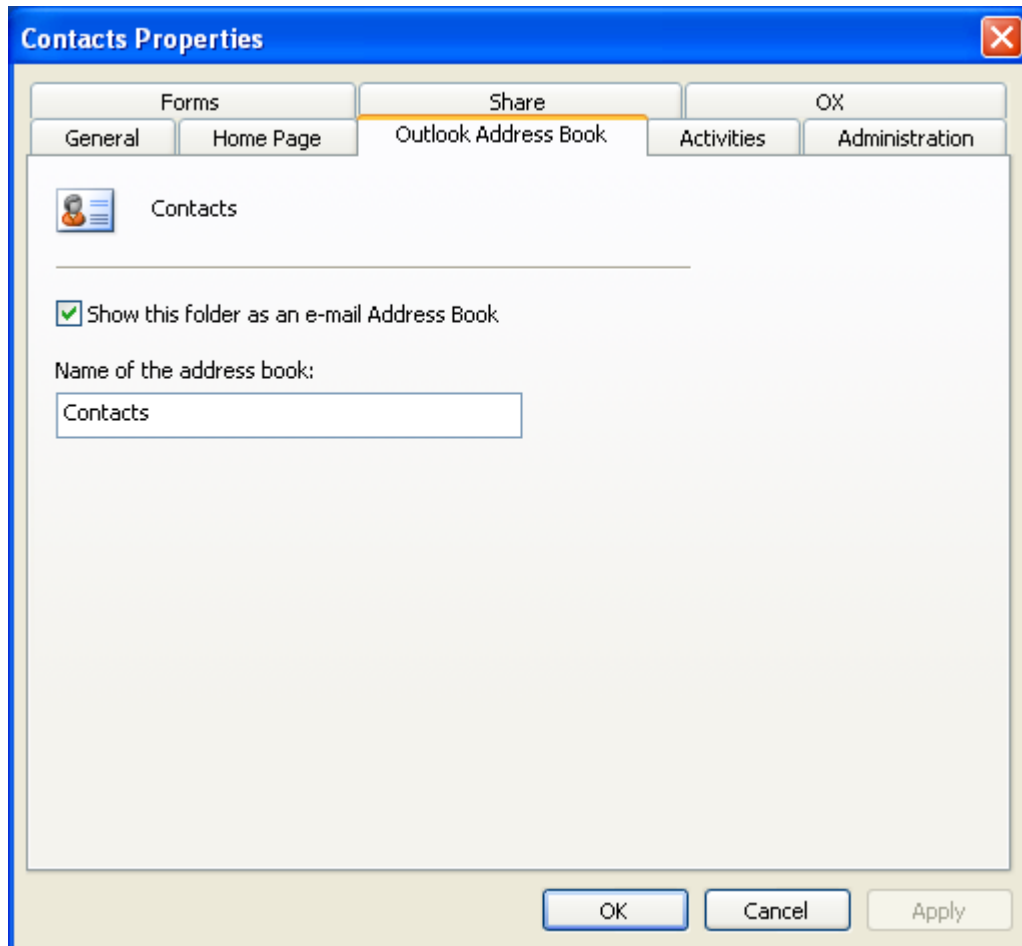 Contacts Properties
Forms Share OX
General Home Page Outlook Address Book Activities Administration
Contacts
Show this folder as an e-mail Address Book
Name of the address book:
Contacts
OK Cancel Apply